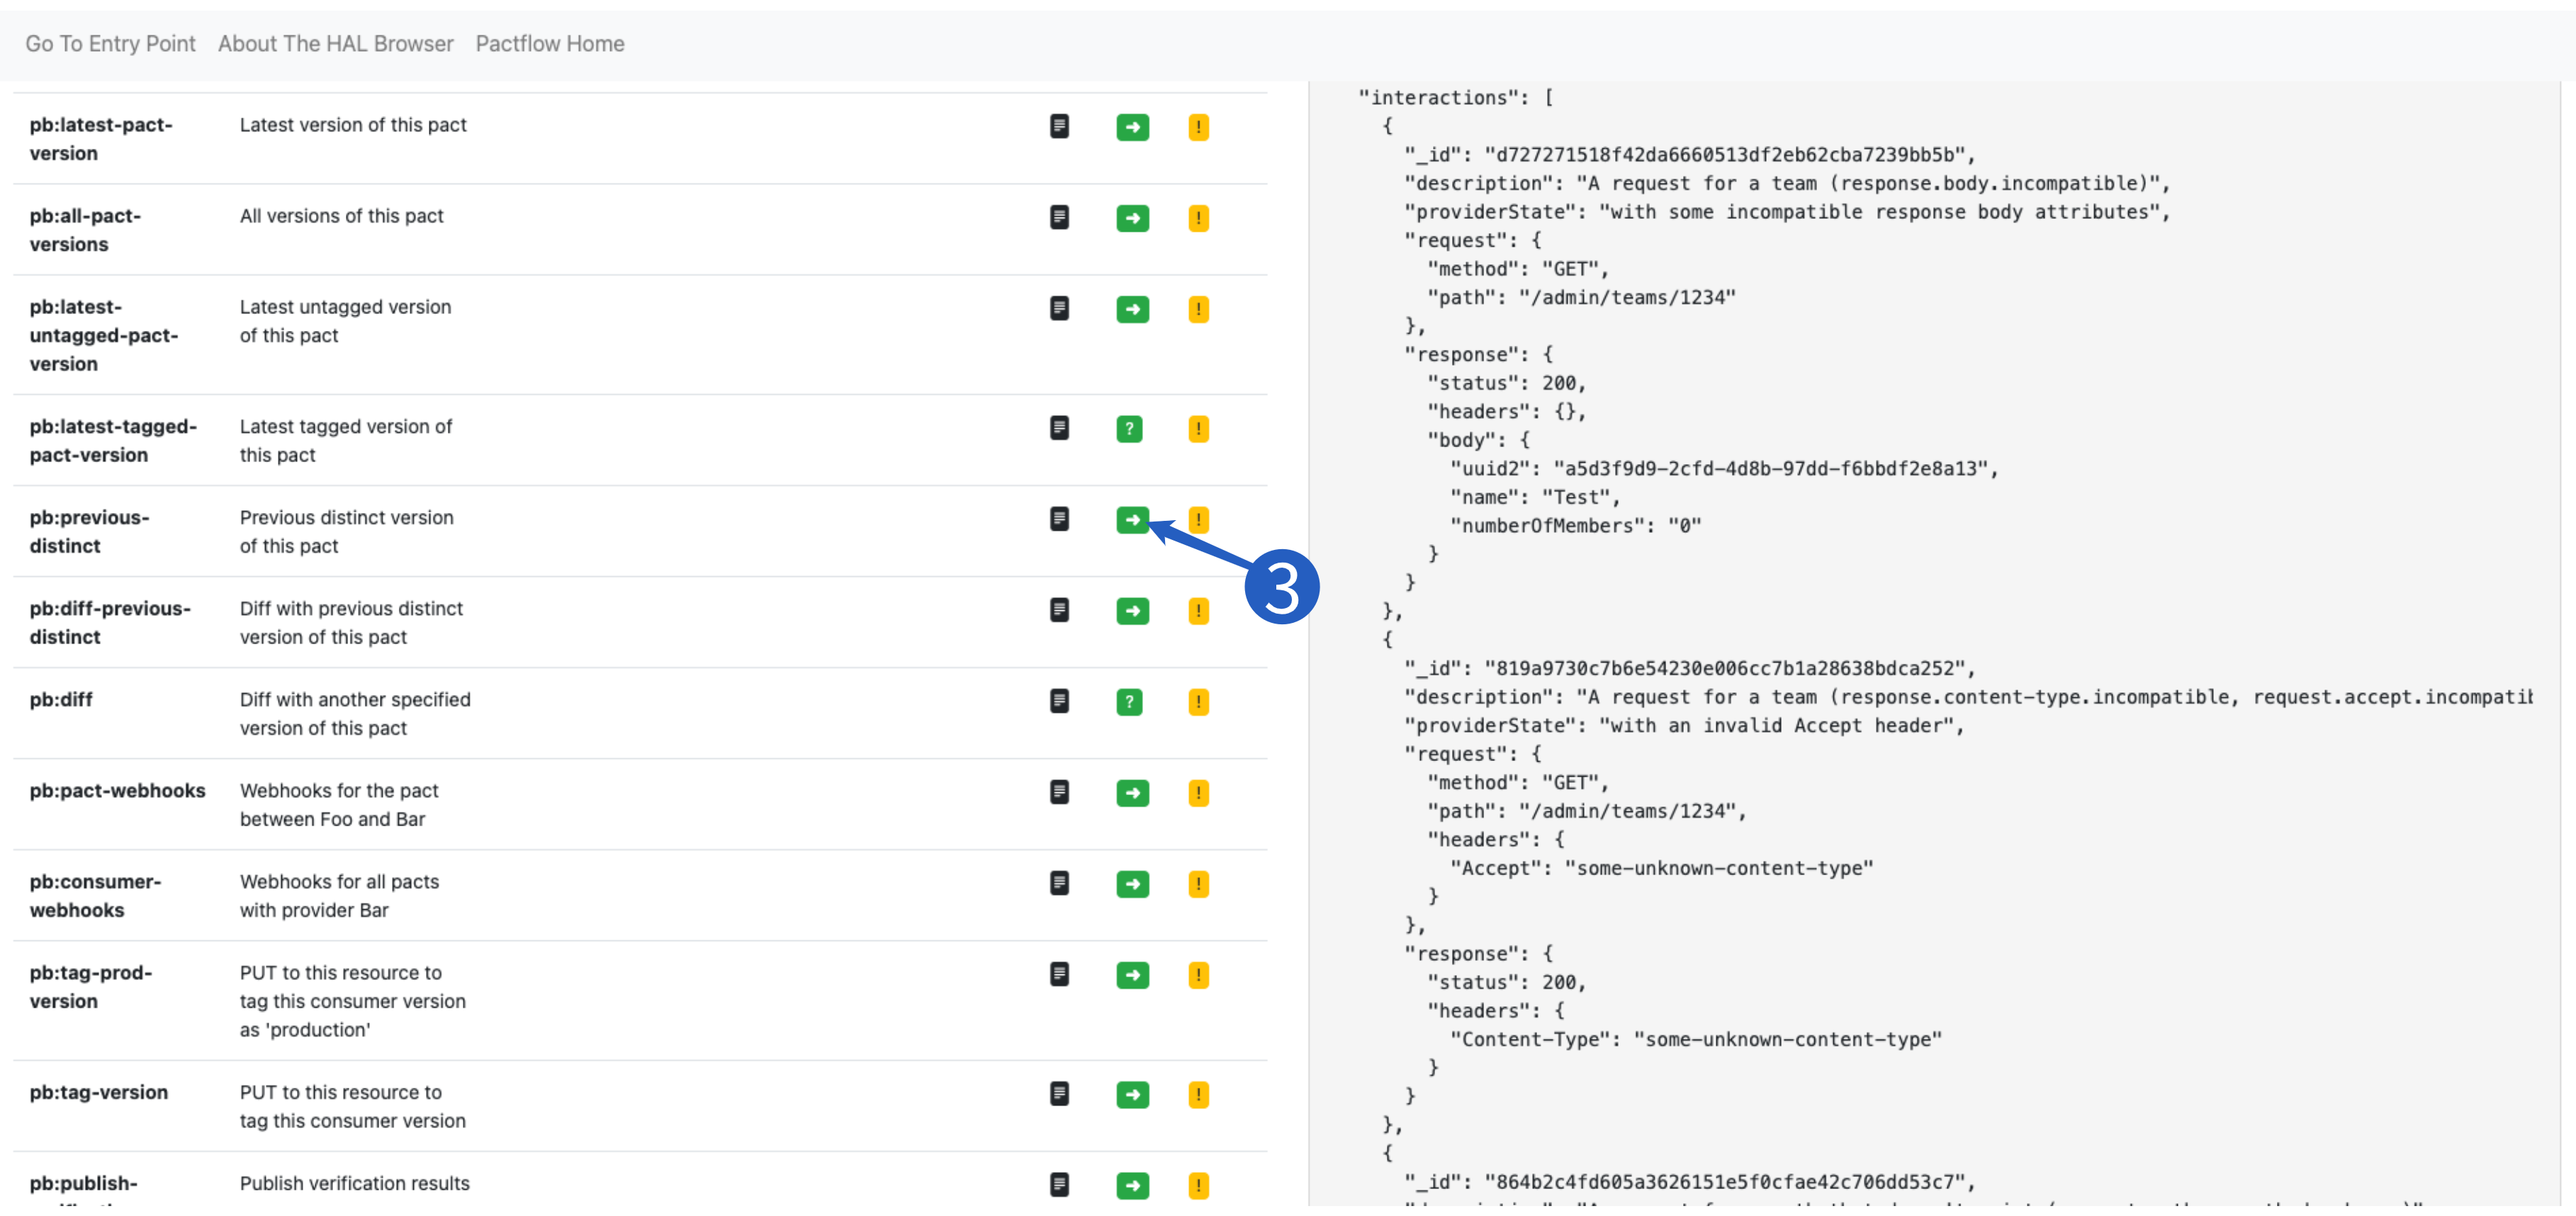 Go To Entry Point About The HAL Browser Pactflow Home
pb:latest-pact-
version
Latest version of this pact
!
pb:all-pact-
versions
All versions of this pact
!
pb:latest-
untagged-pact-
version
Latest untagged version
of this pact
!
pb:latest-tagged-
pact-version
Latest tagged version of
this pact
?
!
pb:previous-
distinct
Previous distinct version
of this pact
!
3
pb:diff-previous-
distinct
Diff with previous distinct
version of this pact
!
pb:diff
Diff with another specified
version of this pact
?
!
pb:pact-webhooks
Webhooks for the pact
between Foo and Bar
!
pb:consumer-
webhooks
Webhooks for all pacts
with provider Bar
!
pb:tag-prod-
version
PUT to this resource to
tag this consumer version
as 'production'
!
pb:tag-version
PUT to this resource to
tag this consumer version
!
pb:publish-
Publish verification results
!
"interactions": [
{
"_id": "d727271518f42da6660513df2eb62cba7239bb5b",
"description": "A request for a team (response.body.incompatible)",
"providerState": "with some incompatible response body attributes",
"request": {
"method": "GET",
"path": "/admin/teams/1234"
},
"response": {
"status": 200,
"headers": {},
"body": {
"uuid2": "a5d3f9d9-2cfd-4d8b-97dd-f6bbdf2e8a13",
"name": "Test",
"numberOfMembers": "0"
}
}
},
{
"_id": "819a9730c7b6e54230e006cc7b1a28638bdca252",
"description": "A request for a team (response.content-type.incompatible, request.accept.incompatib
"providerState": "with an invalid Accept header",
"request": {
"method": "GET",
"path": "/admin/teams/1234",
"headers": {
"Accept": "some-unknown-content-type"
}
},
"response": {
"status": 200,
"headers": {
"Content-Type": "some-unknown-content-type"
}
}
},
{
"_id": "864b2c4fd605a3626151e5f0cfae42c706dd53c7",